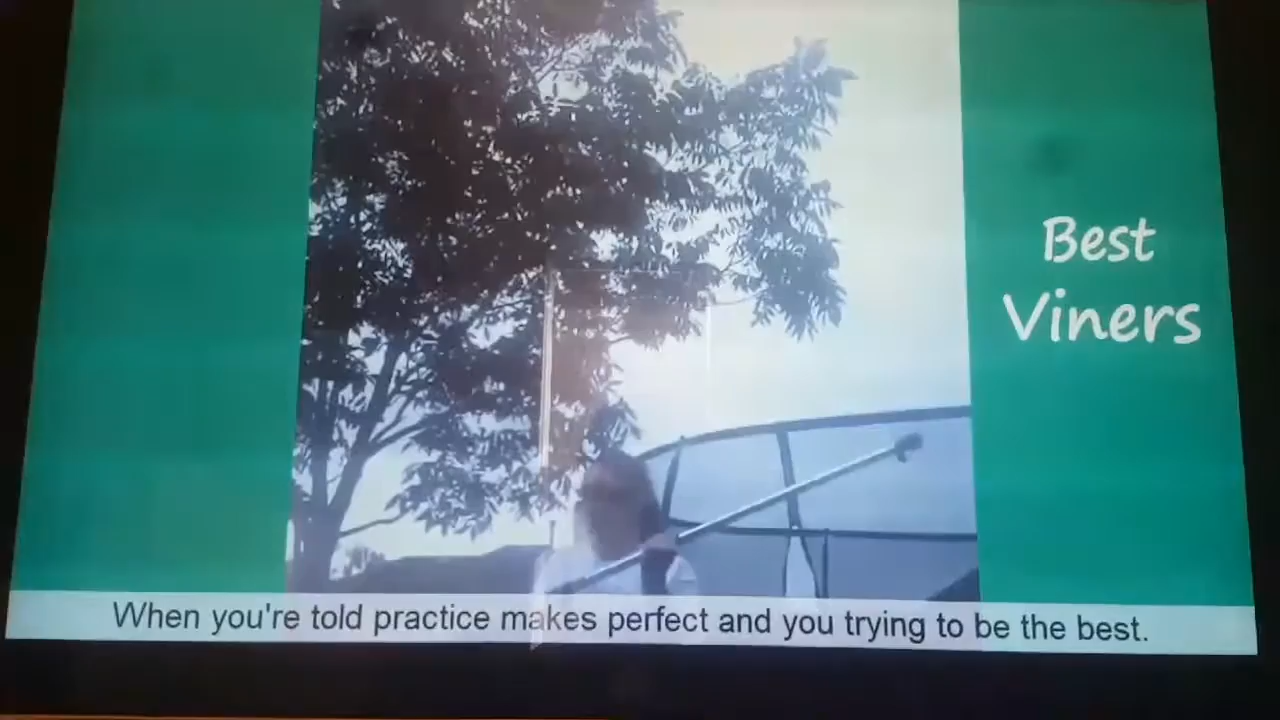 Best
Viners
When you're told practice makes perfect and you trying to be the best.